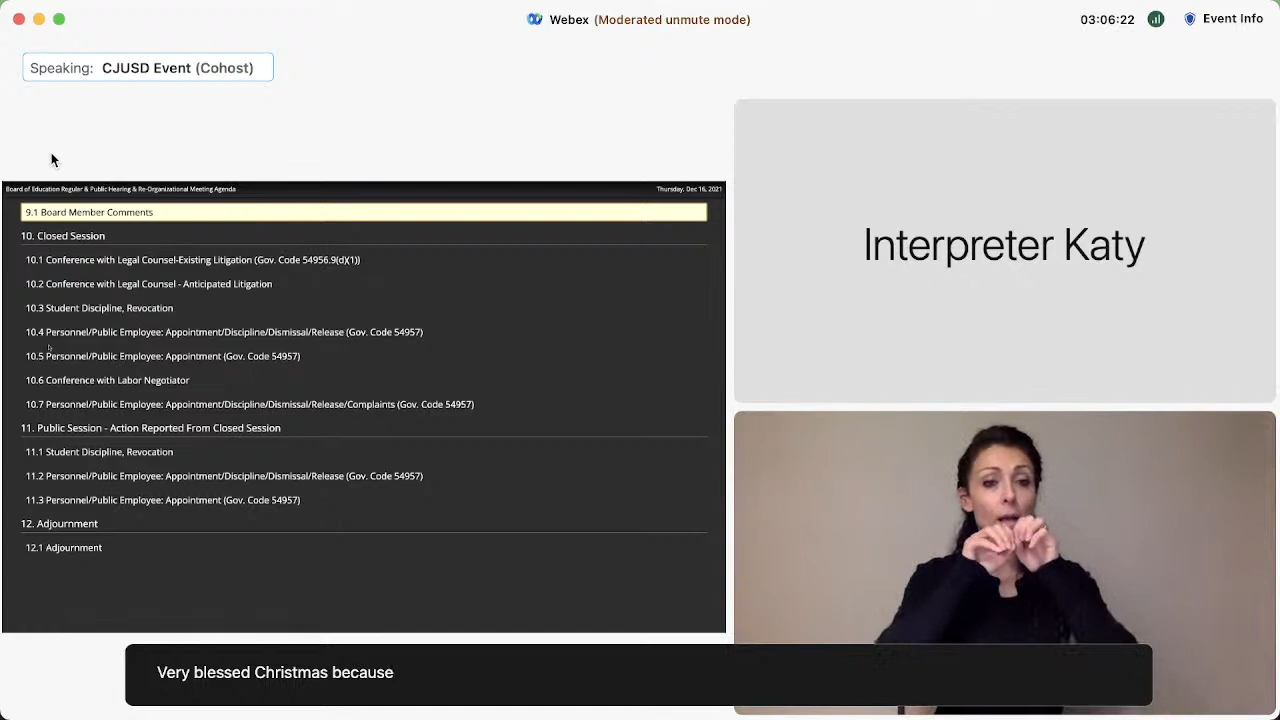 Webex (Moderated unmute mode)
03:06:22
Event Info
Speaking: CJUSD Event (Cohost)
Board of Education Regular & Public Hearing & Re-Organizational Meeting Agenda
Thursday, Dec 16, 2021
9.1 Board Member Comments
10. Closed Session
10.1 Conference with Legal Counsel-Existing Litigation (Gov. Code 54956.9(d)(1))
10.2 Conference with Legal Counsel - Anticipated Litigation
10.3 Student Discipline, Revocation
10.4 Personnel/Public Employee: Appointment/Discipline/Dismissal/Release (Gov. Code 54957)
10.5 Personnel/Public Employee: Appointment (Gov. Code 54957)
10.6 Conference with Labor Negotiator
10.7 Personnel/Public Employee: Appointment/Discipline/Dismissal/Release/Complaints (Gov. Code 54957)
11. Public Session - Action Reported From Closed Session
11.1 Student Discipline, Revocation
11.2 Personnel/Public Employee: Appointment/Discipline/Dismissal/Release (Gov. Code 54957)
11.3 Personnel/Public Employee: Appointment (Gov. Code 54957)
12. Adjournment
12.1 Adjournment
Interpreter Katy
Very blessed Christmas because